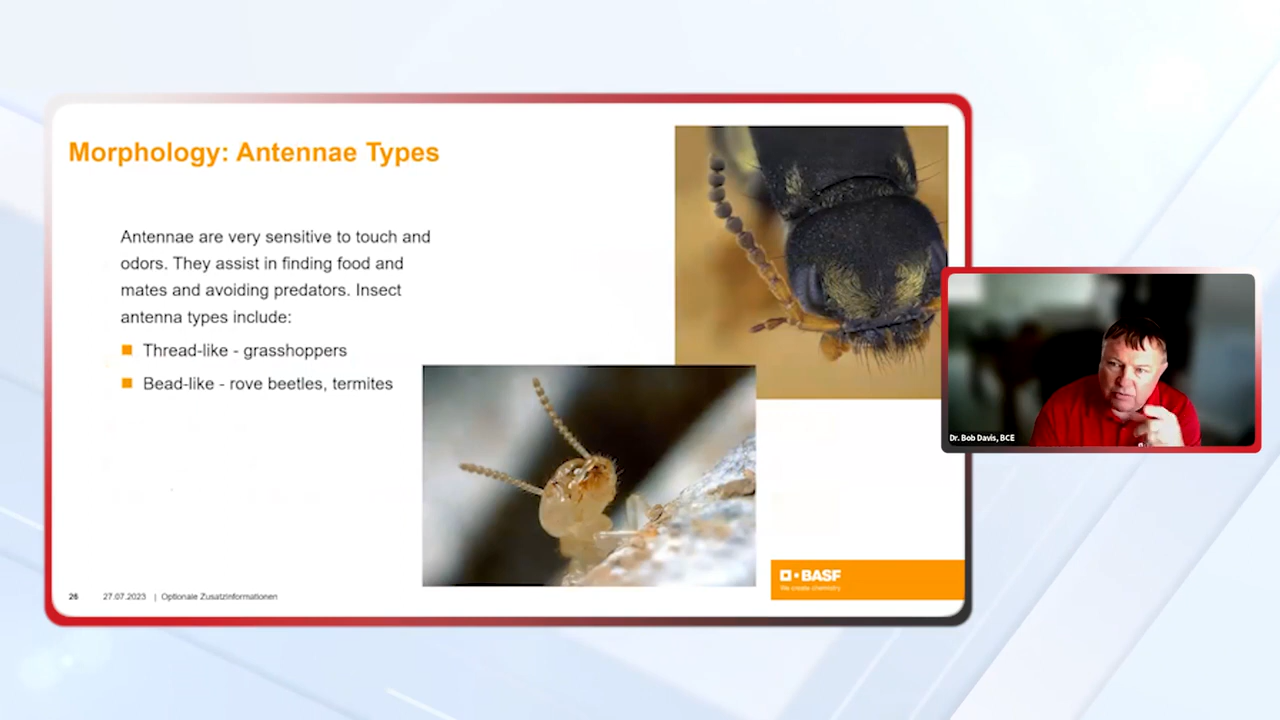 Morphology: Antennae Types
Antennae are very sensitive to touch and
odors. They assist in finding food and
mates and avoiding predators. Insect
antenna types include:
Thread-like - grasshoppers
Bead-like - rove beetles, termites
Dr. Bob Davis, BCE
BASF
We create chemistry
26 27.07.2023 | Optionale Zusatzinformationen